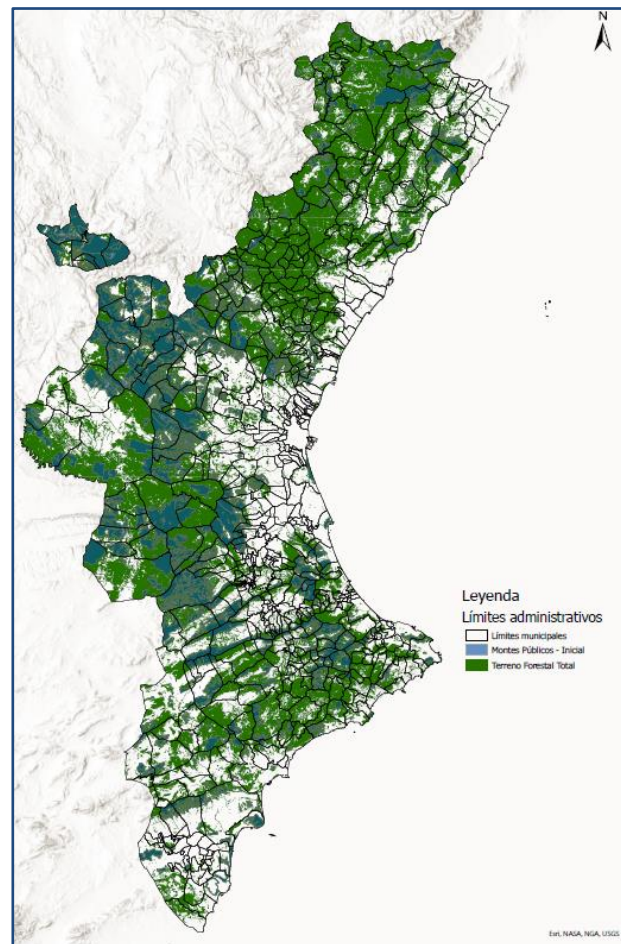 N
Leyenda
Límites administrativos
Límites municipales
Montes Públicos - Inicial
Terreno Forestal Total
Esri, NASA, NGA, USGS